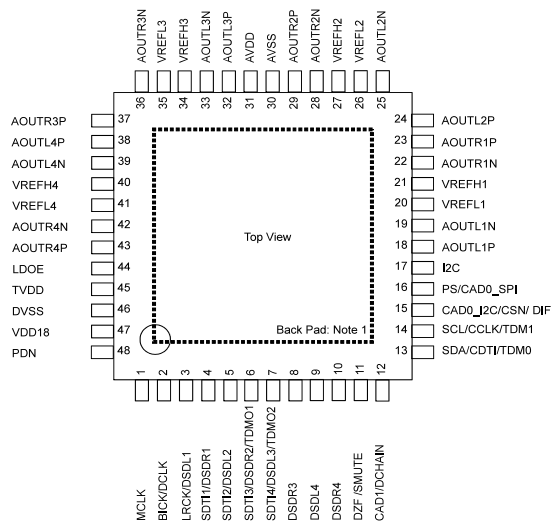 AOUTR3N
VREFL3
VREFH3
AOUTL3N
AOUTL3P
AVDD
AVSS
AOUTR2P
AOUTR2N
VREFH2
VREFL2
AOUTL2N
36
35
34
33
32
31
30
29
28
27
26
25
AOUTR3P 37
AOUTL4P 38
AOUTL4N 39
VREFH4 40
VREFL4 41
AOUTR4N 42
AOUTR4P 43
LDOE 44
TVDD 45
DVSS 46
VDD18 47
PDN 48
Top View
Back Pad: Note 1
24 AOUTL2P
23 AOUTR1P
22 AOUTR1N
21 VREFH1
20 VREFL1
19 AOUTL1N
18 AOUTL1P
17 I2C
16 PS/CAD0_SPI
15 CAD0_I2C/CSN/ DIF
14 SCL/CCLK/TDM1
13 SDA/CDTI/TDM0
1
2
3
4
5
6
7
8
9
10
11
12
MCLK
BICK/DCLK
LRCK/DSDL1
SDTI1/DSDR1
SDTI2/DSDL2
SDTI3/DSDR2/TDMO1
SDTI4/DSDL3/TDMO2
DSDR3
DSDL4
DSDR4
DZF /SMUTE
CAD1/DCHAIN